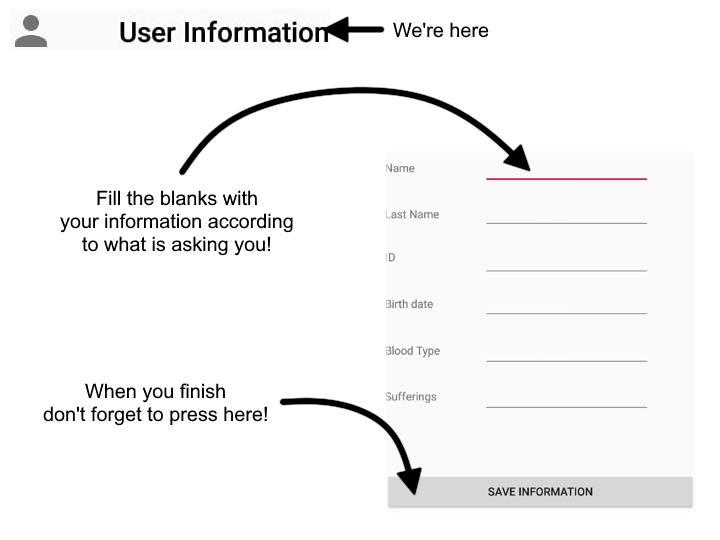 User Information
We're here
Fill the blanks with
your information according
to what is asking you!
Name
Last Name
ID
Birth date
Blood Type
Sufferings
When you finish
don't forget to press here!
SAVE INFORMATION